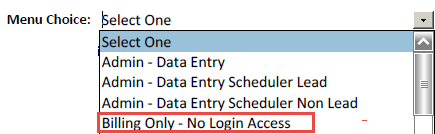 Menu Choice: Select One
Select One
Admin - Data Entry
Admin - Data Entry Scheduler Lead
Admin - Data Entry Scheduler Non Lead
Billing Only - No Login Access